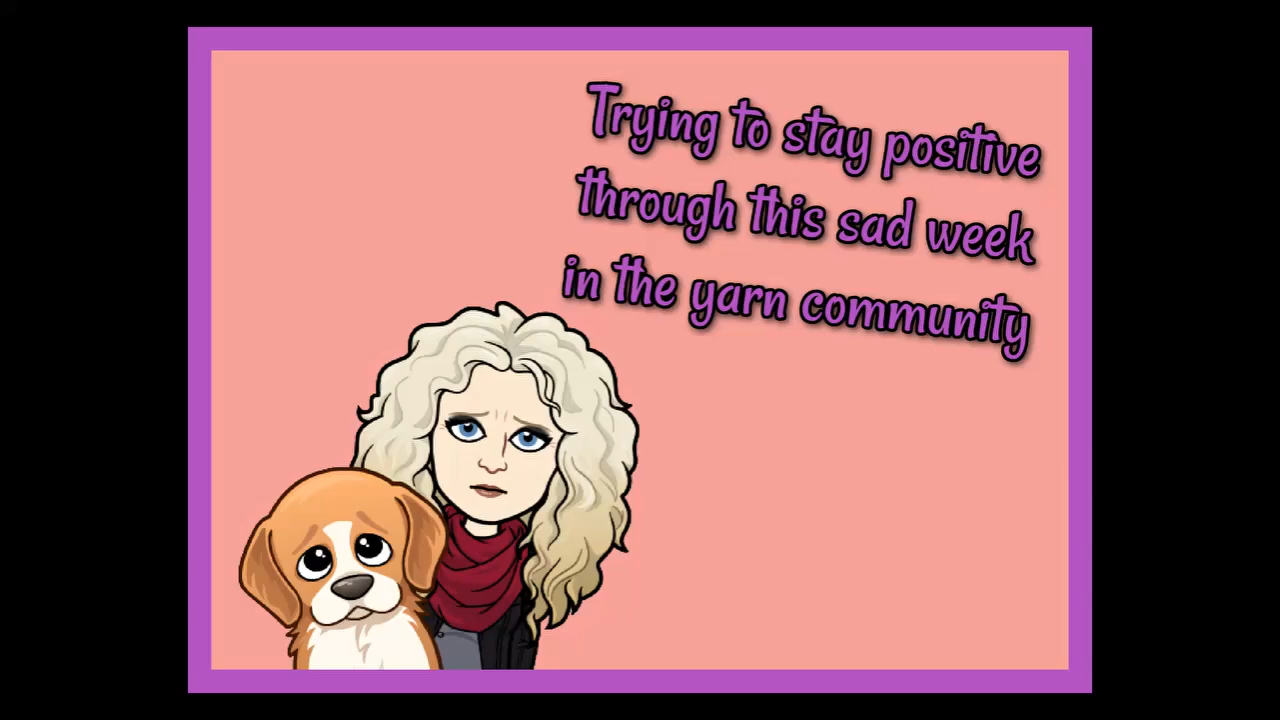 Trying to stay positive
through this sad week
in the yarn community